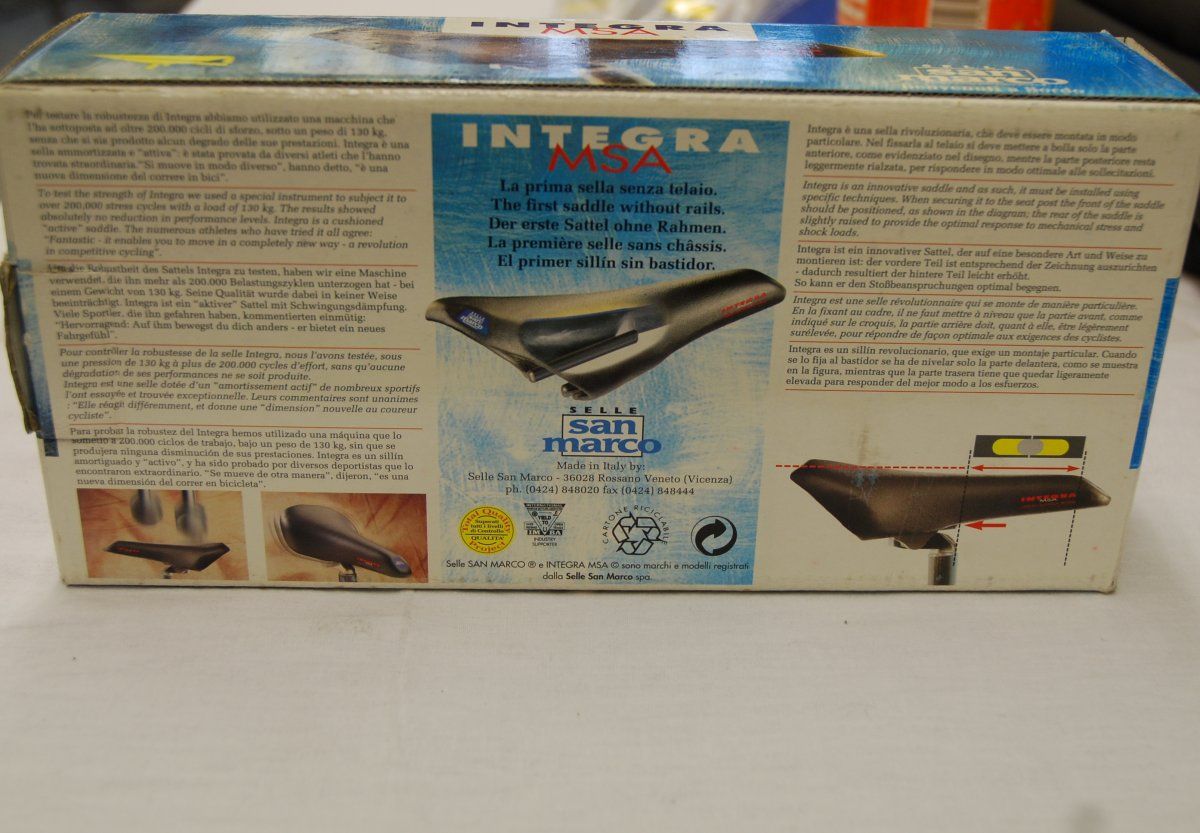 INTEGRA
MSA
SELLE
san
marco
Per testare la robustezza di Integra abbiamo utilizzato una macchina che
l'ha sottoposta ad oltre 200.000 cicli di sforzo, sotto un peso di 130 kg,
senza che si sia prodotto alcun degrado delle sue prestazioni. Integra è una
sella ammortizzata e "attiva": è stata provata da diversi atleti che l'hanno
trovata straordinaria. "Si muove in modo diverso", hanno detto, "è una
nuova dimensione del correre in bici".
To test the strength of Integro we used a special instrument to subject it to
over 200.000 stress cycles with a load of 130 kg. The results showed
absolutely no reduction in performance levels. Integra is a cushioned
"active" saddle. The numerous athletes who have tried it all agree:
"Fantastic - it enables you to move in a completely new way - a revolution
in competitive cycling".
Um die Robustheit des Sattels Integra zu testen, haben wir eine Maschine
verwendet, die ihn mehr als 200.000 Belastungszyklen unterzogen hat - bei
einem Gewicht von 130 kg. Seine Qualität wurde dabei in keiner Weise
beeinträchtigt. Integra ist ein "aktiver" Sattel mit Schwingungsdämpfung.
Viele Sportler, die ihn gefahren haben, kommentierten einmütig:
"Hervorragend: Auf ihm bewegst du dich anders - er bietet ein neues
Fahrgefühl".
Pour contrôler la robustesse de la selle Integra, nous l'avons testée, sous
une pression de 130 kg à plus de 200.000 cycles d'effort, sans qu'aucune
dégradation de ses performances ne se soit produite.
Integra est une selle dotée d'un "amortissement actif" de nombreux sportifs
l'ont essayée et trouvée exceptionnelle. Leurs commentaires sont unanimes
: "Elle réagit différemment, et donne une "dimension" nouvelle au coureur
cycliste".
Para probar la robustez del Integra hemos utilizado una máquina que lo
sometió a 200.000 ciclos de trabajo, bajo un peso de 130 kg, sin que se
produjera ninguna disminución de sus prestaciones. Integra es un sillín
amortiguado y "activo", y ha sido probado por diversos deportistas que lo
encontraron extraordinario. "Se mueve de otra manera", dijeron, "es una
nueva dimensión del correr en bicicleta".
INTEGRA
MSA
La prima sella senza telaio.
The first saddle without rails.
Der erste Sattel ohne Rahmen.
La première selle sans châssis.
El primer sillín sin bastidor.
INTEGRA
san
marco
SELLE
san
marco
Made in Italy by:
Selle San Marco - 36028 Rossano Veneto (Vicenza)
ph. (0424) 848020 fax (0424) 848444
Total Quality
Superati
tutti i livelli
di Controllo
QUALITA'
Project
INTERNATIONAL
YIELD
TO
IMBA
INDUSTRY
SUPPORTER
CARTONE RICICLABILE
Selle SAN MARCO ® e INTEGRA MSA © sono marchi e modelli registrati
dalla Selle San Marco spa.
Integra è una sella rivoluzionaria, che deve essere montata in modo
particolare. Nel fissarla al telaio si deve mettere a bolla solo la parte
anteriore, come evidenziato nel disegno, mentre la parte posteriore resta
leggermente rialzata, per rispondere in modo ottimale alle sollecitazioni.
Integra is an innovative saddle and as such, it must be installed using
specific techniques. When securing it to the seat post the front of the saddle
should be positioned, as shown in the diagram; the rear of the saddle is
slightly raised to provide the optimal response to mechanical stress and
shock loads.
Integra ist ein innovativer Sattel, der auf eine besondere Art und Weise zu
montieren ist: der vordere Teil ist entsprechend der Zeichnung auszurichten
- dadurch resultiert der hintere Teil leicht erhöht.
So kann er den Stoßbeanspruchungen optimal begegnen.
Integra est une selle révolutionnaire qui se monte de manière particulière.
En la fixant au cadre, il ne faut mettre à niveau que la partie avant, comme
indiqué sur le croquis, la partie arrière doit, quant à elle, être légèrement
surélevée, pour répondre de façon optimale aux exigences des cyclistes.
Integra es un sillín revolucionario, que exige un montaje particular. Cuando
se lo fija al bastidor se ha de nivelar solo la parte delantera, como se muestra
en la figura, mientras que la parte trasera tiene que quedar ligeramente
elevada para responder del mejor modo a los esfuerzos.
INTEGRA
MSA